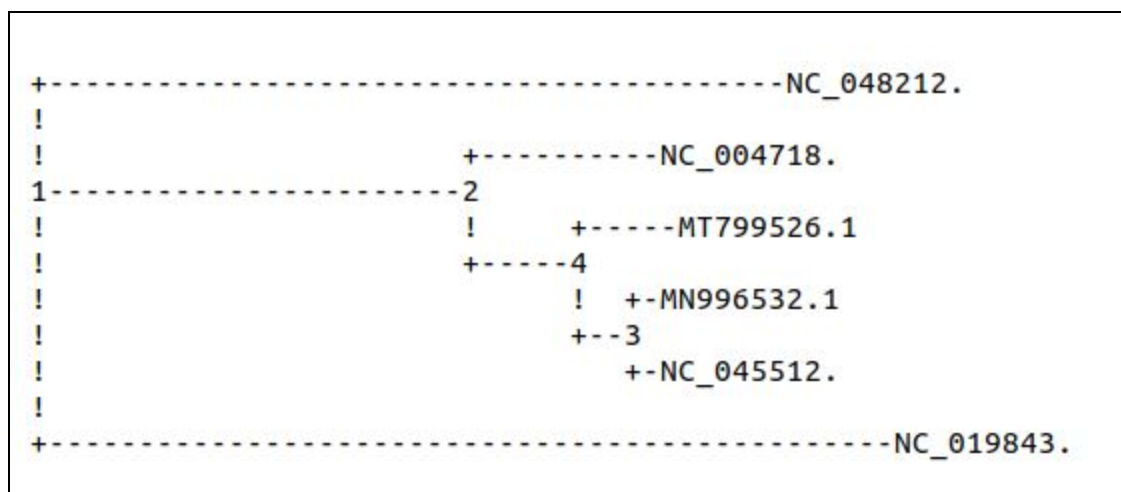 +-----------------------------------------NC_048212.
!
!                       +----------NC_004718.
1-----------------------2
!                       !     +-----MT799526.1
!                       +-----4
!                             !  +-MN996532.1
!                             +--3
!                                +-NC_045512.
!
+-----------------------------------------------NC_019843.